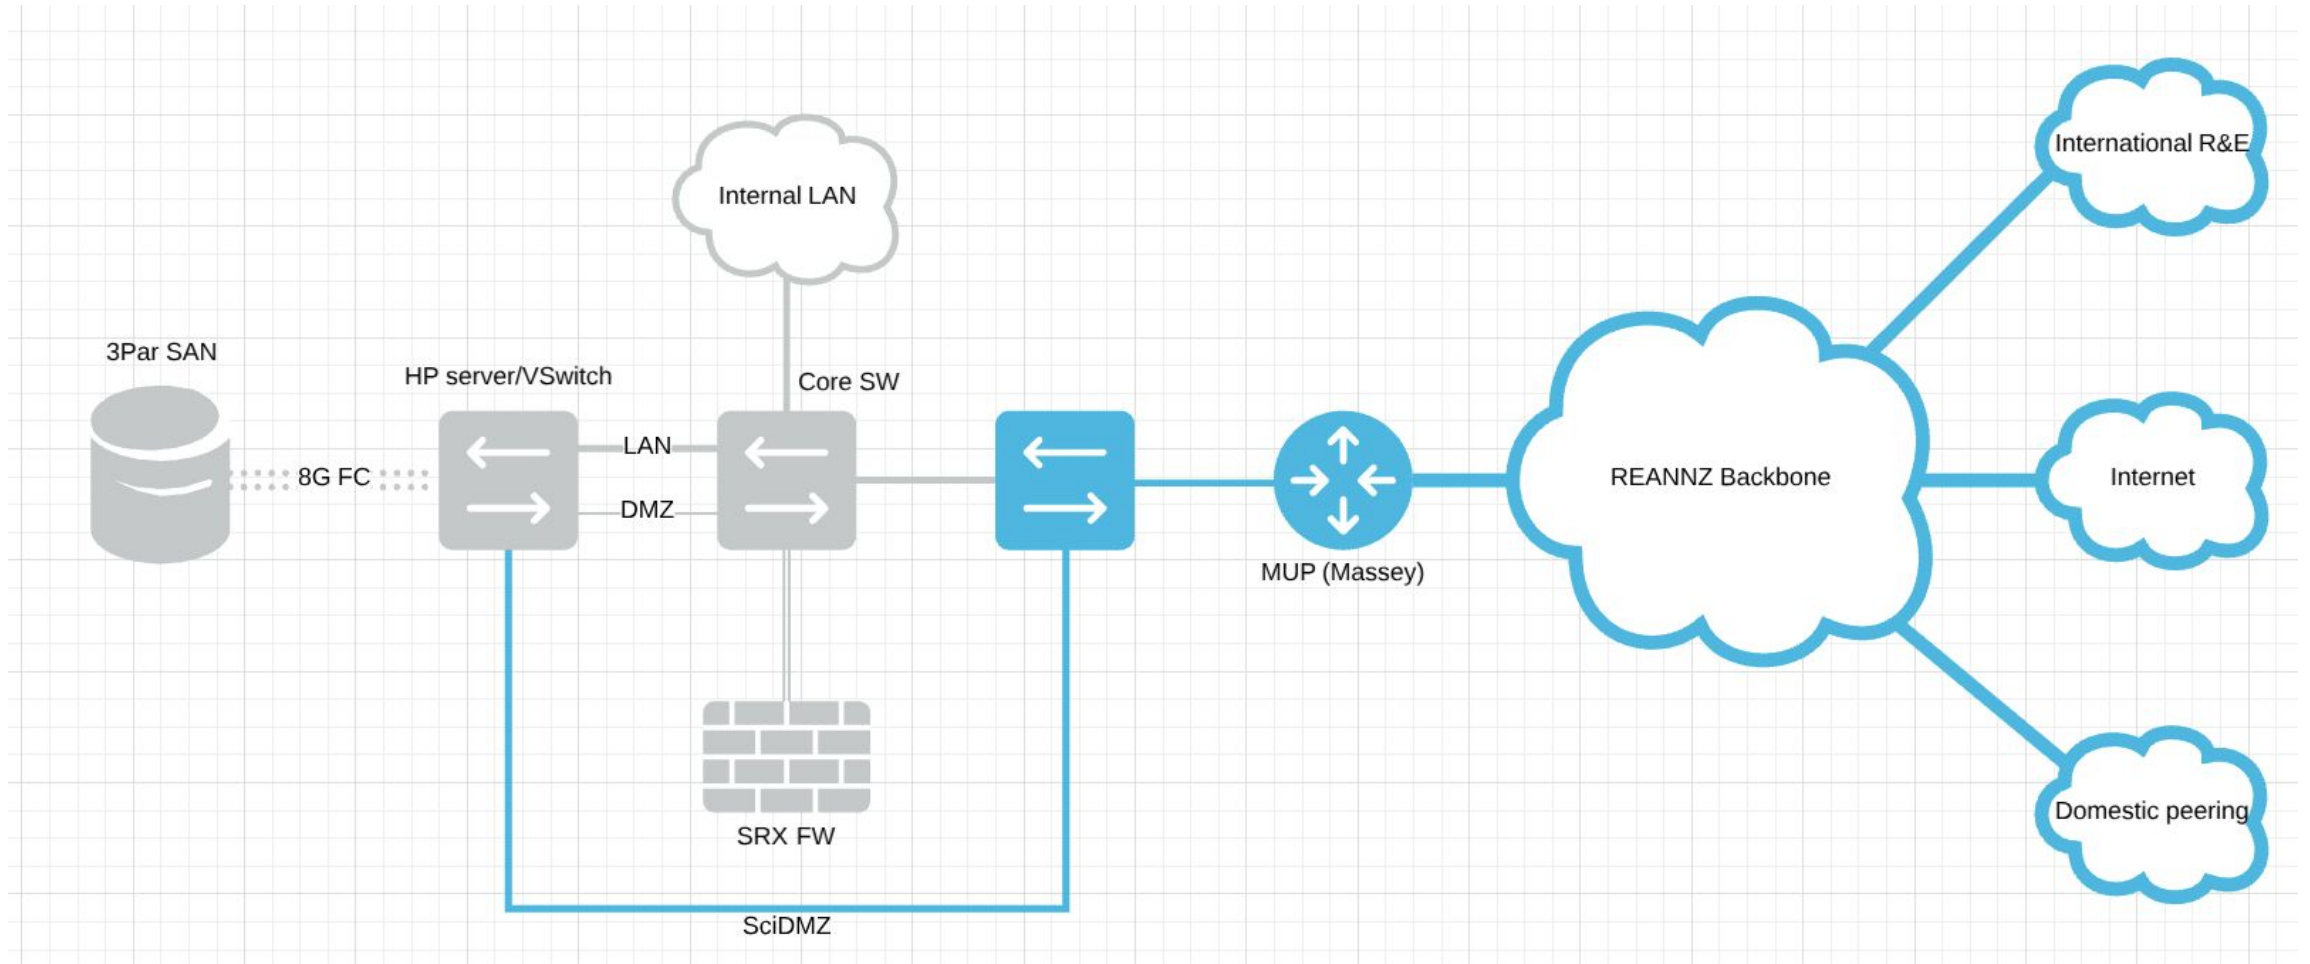 International R&E
Internal LAN
3Par SAN
HP server/VSwitch
Core SW
LAN
8G FC
DMZ
REANNZ Backbone
Internet
MUP (Massey)
Domestic peering
SRX FW
SciDMZ